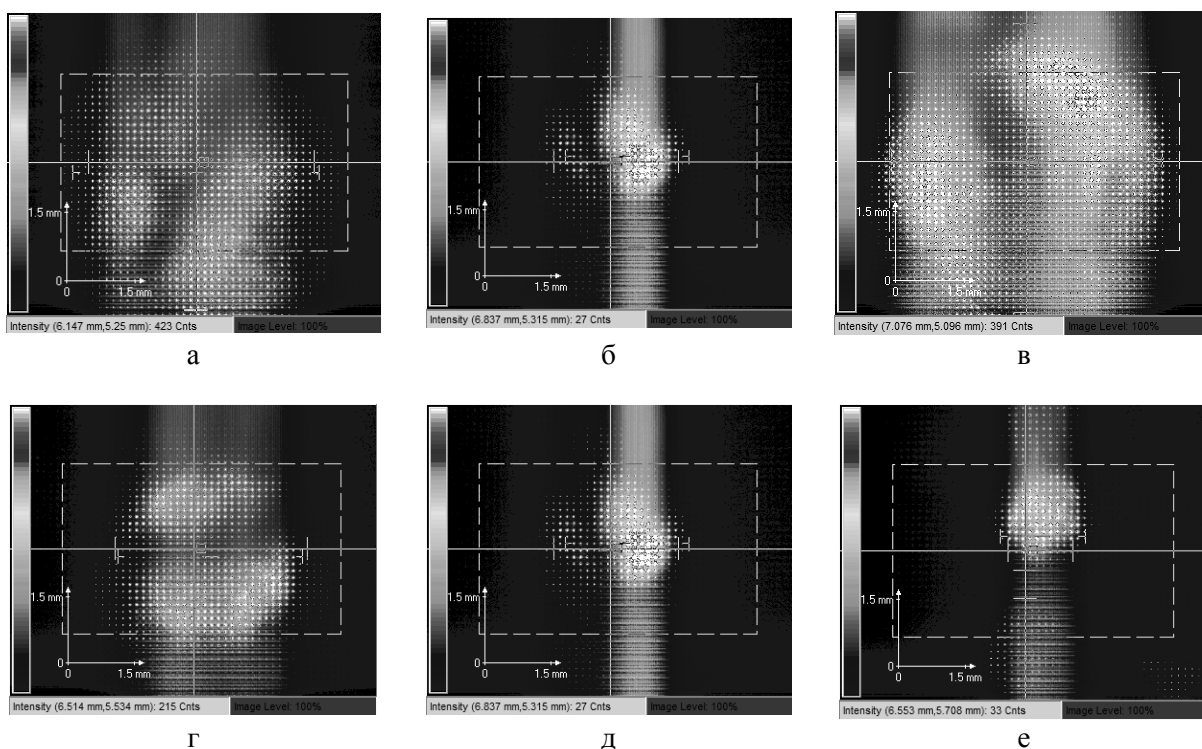 1.5 mm
0
0
1.5 mm
Intensity (6.147 mm,5.25 mm): 423 Cnts Image Level: 100%
а
1.5 mm
0
0
1.5 mm
Intensity (6.837 mm,5.315 mm): 27 Cnts Image Level: 100%
б
1.5 mm
0
0
1.5 mm
Intensity (7.076 mm,5.096 mm): 391 Cnts Image Level: 100%
в
1.5 mm
0
0
1.5 mm
Intensity (6.514 mm,5.534 mm): 215 Cnts Image Level: 100%
г
1.5 mm
0
0
1.5 mm
Intensity (6.837 mm,5.315 mm): 27 Cnts Image Level: 100%
д
1.5 mm
0
0
1.5 mm
Intensity (6.553 mm,5.708 mm): 33 Cnts Image Level: 100%
е